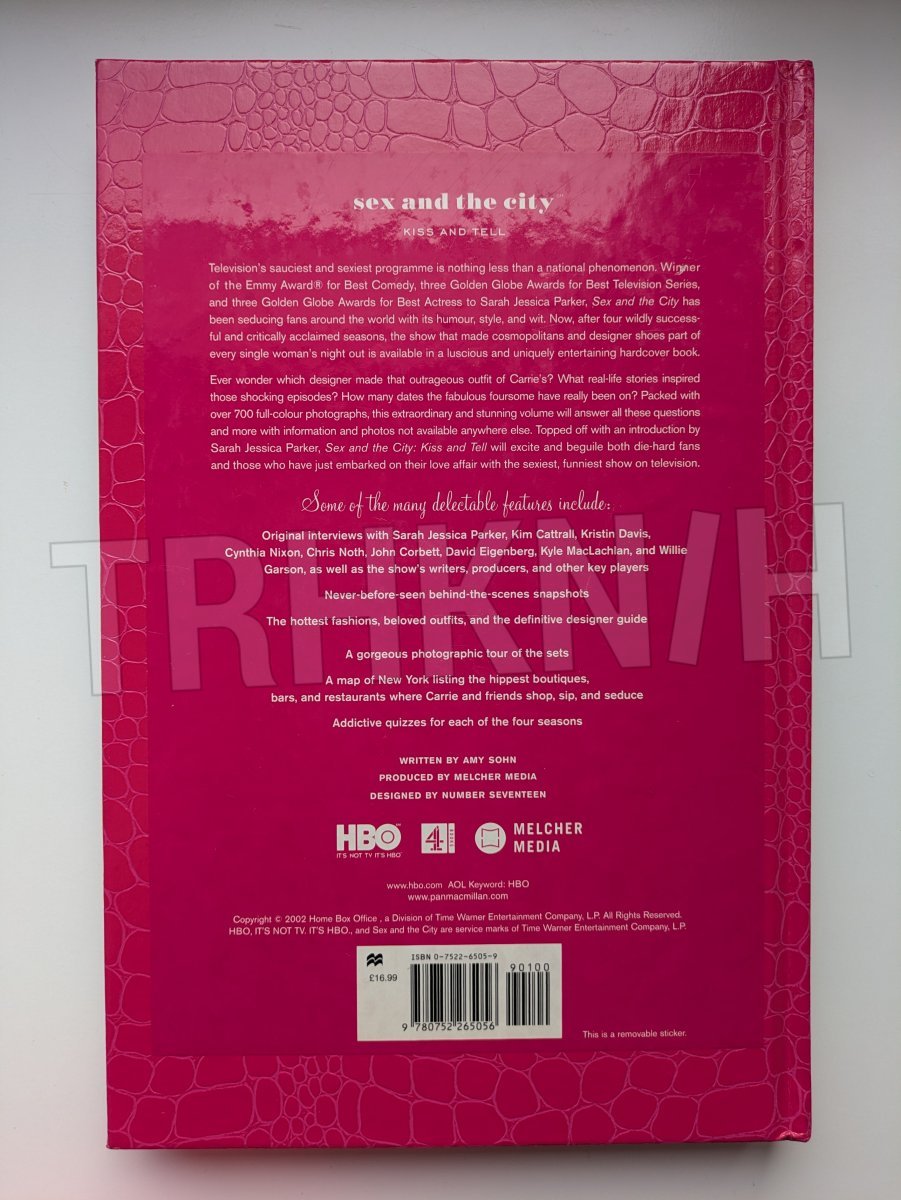 sex and the city™
KISS AND TELL
Television's sauciest and sexiest programme is nothing less than a national phenomenon. Winner
of the Emmy Award® for Best Comedy, three Golden Globe Awards for Best Television Series,
and three Golden Globe Awards for Best Actress to Sarah Jessica Parker, Sex and the City has
been seducing fans around the world with its humour, style, and wit. Now, after four wildly success-
ful and critically acclaimed seasons, the show that made cosmopolitans and designer shoes part of
every single woman's night out is available in a luscious and uniquely entertaining hardcover book.
Ever wonder which designer made that outrageous outfit of Carrie's? What real-life stories inspired
those shocking episodes? How many dates the fabulous foursome have really been on? Packed with
over 700 full-colour photographs, this extraordinary and stunning volume will answer all these questions
and more with information and photos not available anywhere else. Topped off with an introduction by
Sarah Jessica Parker, Sex and the City: Kiss and Tell will excite and beguile both die-hard fans
and those who have just embarked on their love affair with the sexiest, funniest show on television.
Some of the many delectable features include:
Original interviews with Sarah Jessica Parker, Kim Cattrall, Kristin Davis,
Cynthia Nixon, Chris Noth, John Corbett, David Eigenberg, Kyle MacLachlan, and Willie
Garson, as well as the show's writers, producers, and other key players
Never-before-seen behind-the-scenes snapshots
The hottest fashions, beloved outfits, and the definitive designer guide
TRHKN/H
A gorgeous photographic tour of the sets
A map of New York listing the hippest boutiques,
bars, and restaurants where Carrie and friends shop, sip, and seduce
Addictive quizzes for each of the four seasons
WRITTEN BY AMY SOHN
PRODUCED BY MELCHER MEDIA
DESIGNED BY NUMBER SEVENTEEN
HBO™
IT'S NOT TV. IT'S HBO.™
4 BOOKS
MELCHER
MEDIA
www.hbo.com AOL Keyword: HBO
www.panmacmillan.com
Copyright © 2002 Home Box Office , a Division of Time Warner Entertainment Company, L.P. All Rights Reserved.
HBO, IT'S NOT TV. IT'S HBO., and Sex and the City are service marks of Time Warner Entertainment Company, L.P.
ISBN 0-7522-6505-9
90100
£16.99
9 780752 265056
This is a removable sticker.